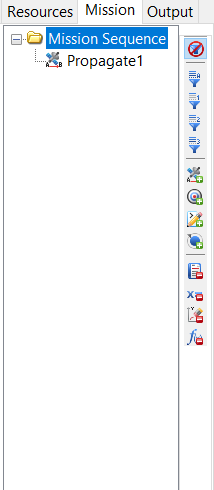 Resources Mission Output
Mission Sequence
Propagate1